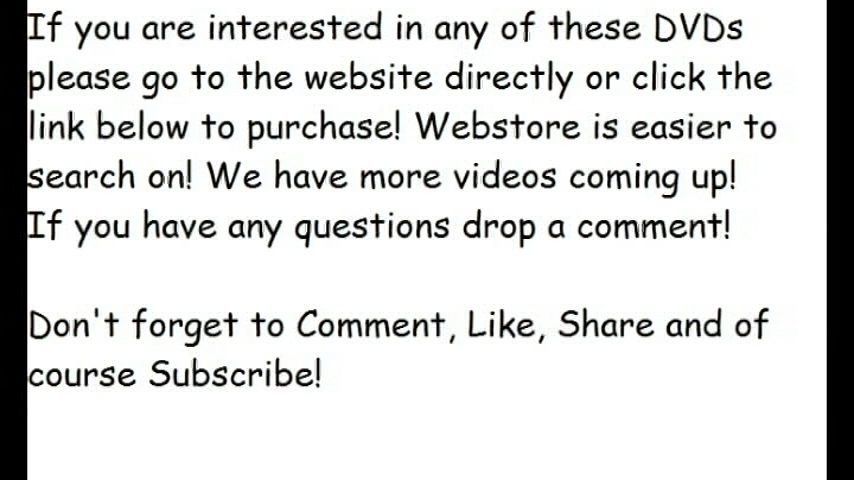 If you are interested in any of these DVDs
please go to the website directly or click the
link below to purchase! Webstore is easier to
search on! We have more videos coming up!
If you have any questions drop a comment!
Don't forget to Comment, Like, Share and of
course Subscribe!